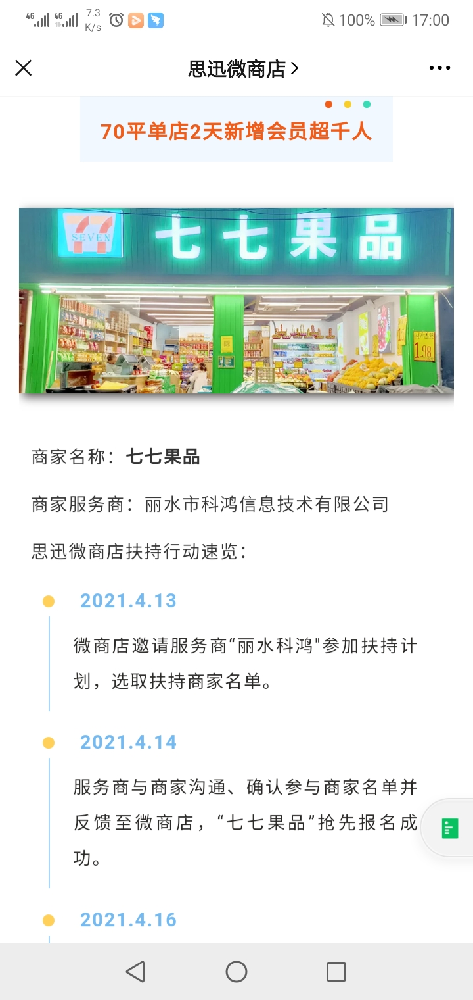 4G 4G 7.3 K/s 100% 17:00
思迅微商店
70平单店2天新增会员超千人
SEVEN
七七果品
1.98
商家名称：七七果品
商家服务商：丽水市科鸿信息技术有限公司
思迅微商店扶持行动速览：
2021.4.13
微商店邀请服务商“丽水科鸿"参加扶持计
划，选取扶持商家名单。
2021.4.14
服务商与商家沟通、确认参与商家名单并
反馈至微商店，“七七果品”抢先报名成
功。
2021.4.16